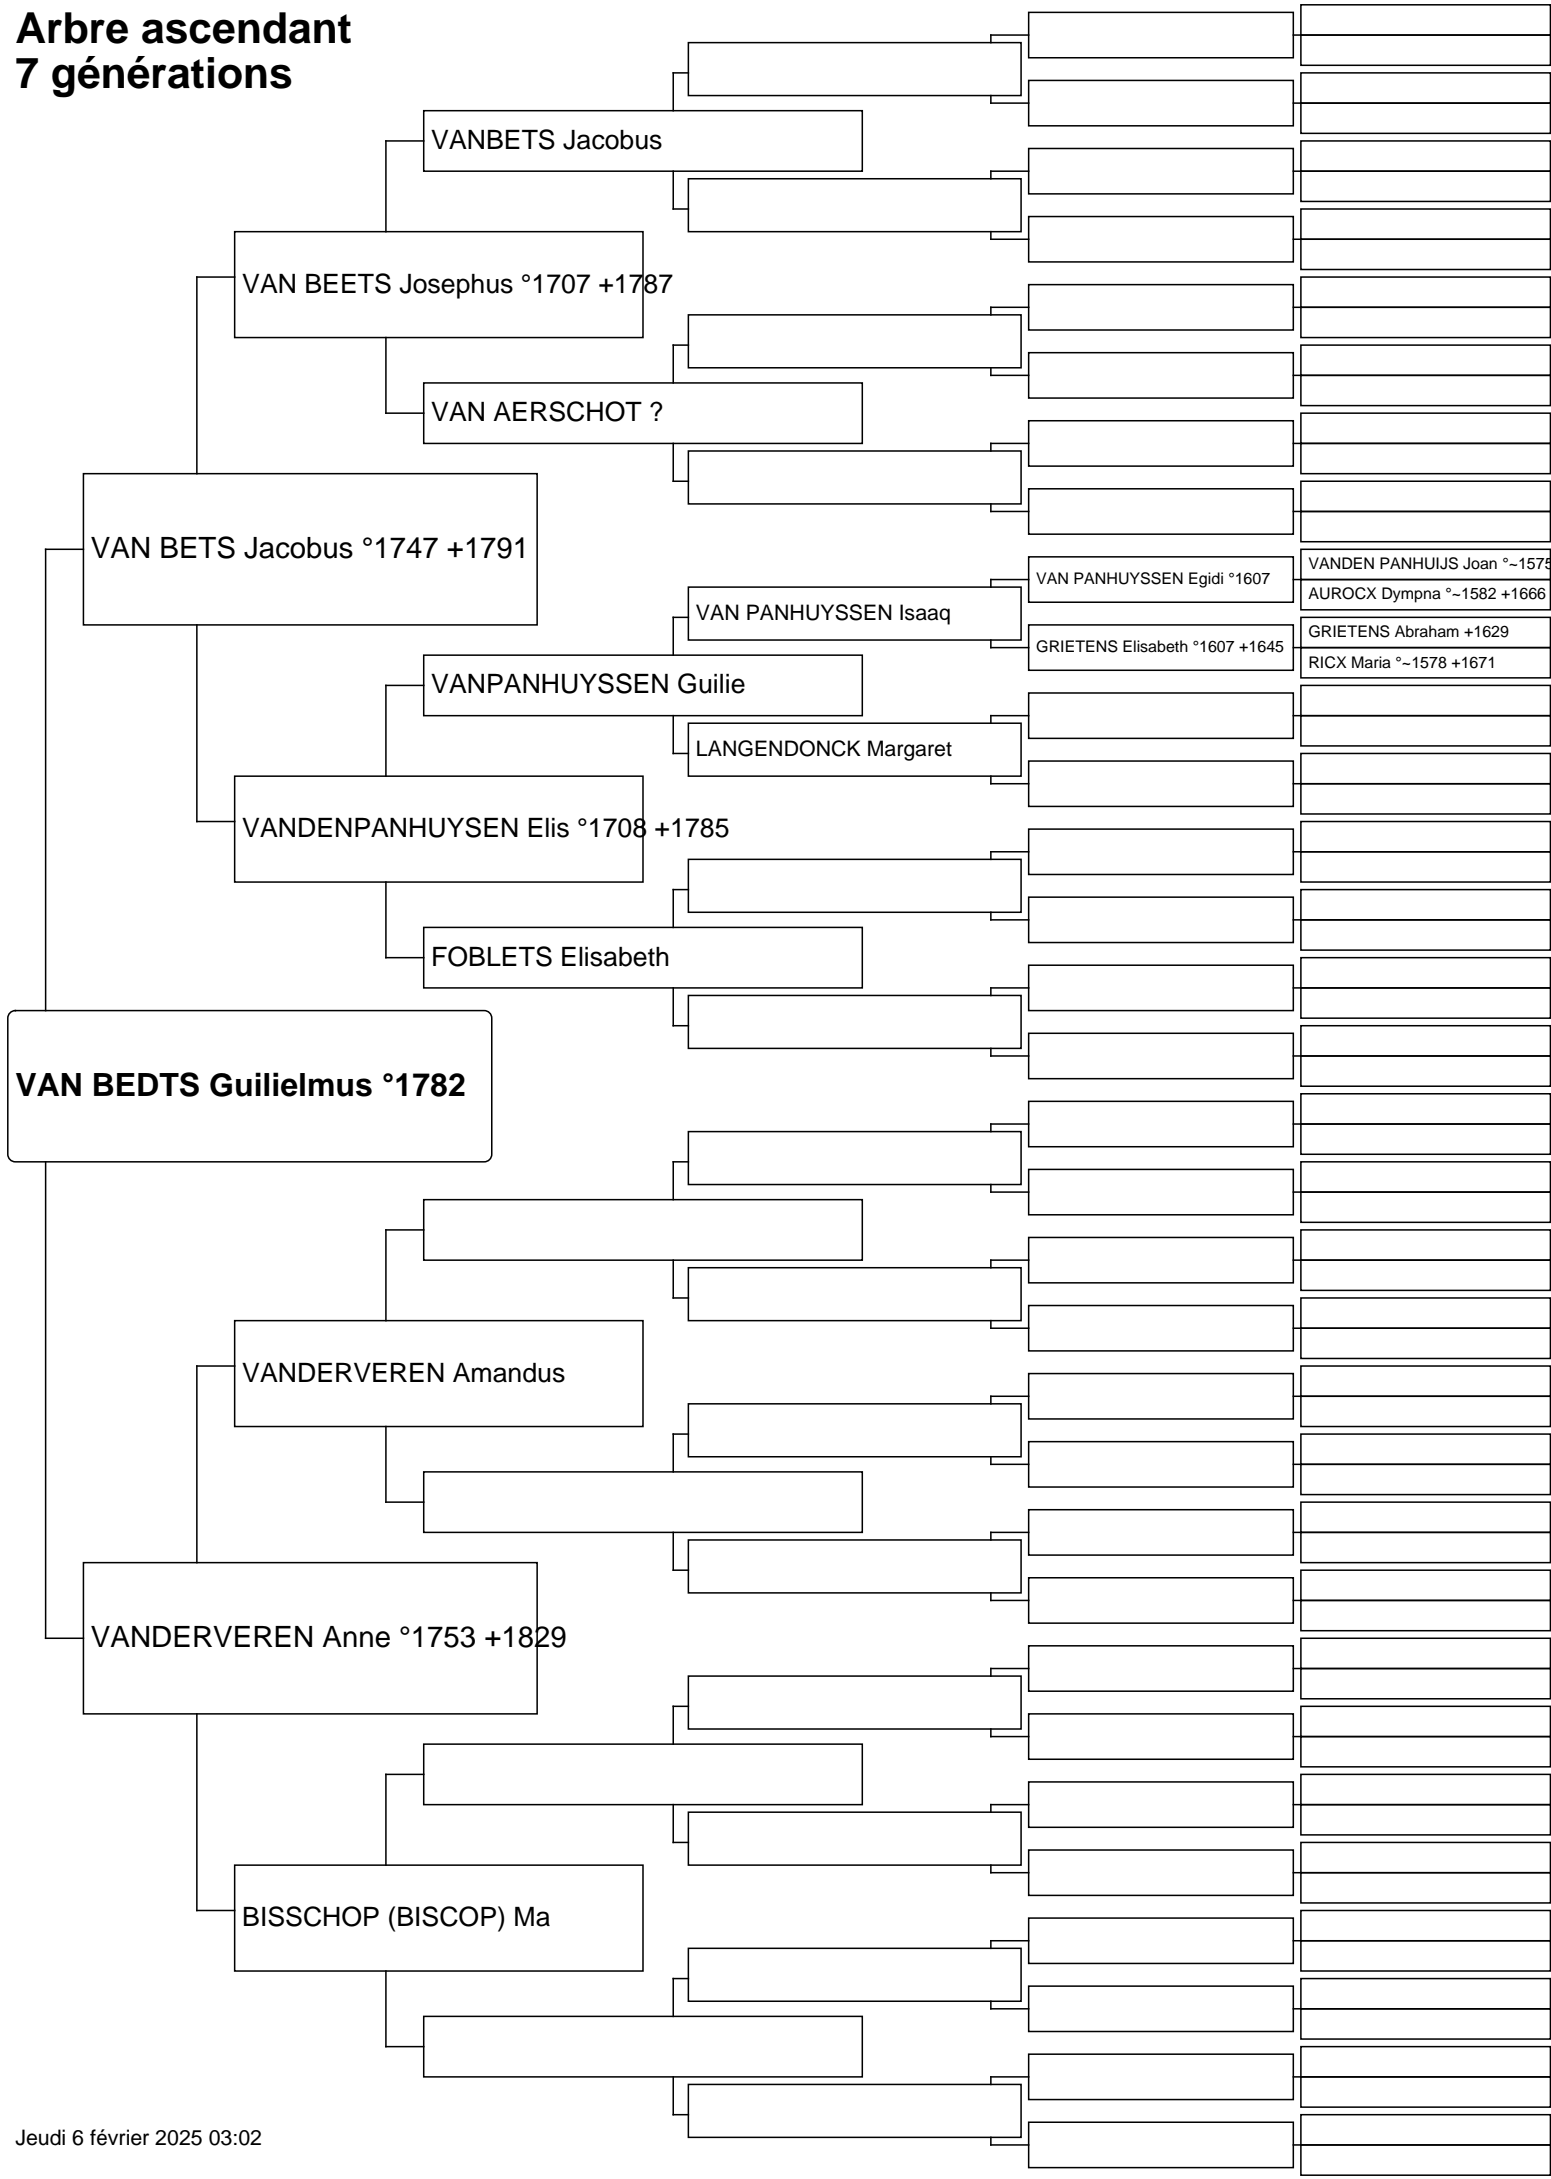 Arbre ascendant
7 générations
VANBETS Jacobus
VAN BEETS Josephus °1707 +1787
VAN AERSCHOT ?
VAN BETS Jacobus °1747 +1791
VANDEN PANHUIJS Joan °~1575
VAN PANHUYSSEN Egidi °1607
AUROCX Dympna °~1582 +1666
VAN PANHUYSSEN Isaaq
GRIETENS Abraham +1629
GRIETENS Elisabeth °1607 +1645
RICX Maria °~1578 +1671
VANPANHUYSSEN Guilie
LANGENDONCK Margaret
VANDENPANHUYSEN Elis °1708 +1785
FOBLETS Elisabeth
VAN BEDTS Guilielmus °1782
VANDERVEREN Amandus
VANDERVEREN Anne °1753 +1829
BISSCHOP (BISCOP) Ma
Jeudi 6 février 2025 03:02